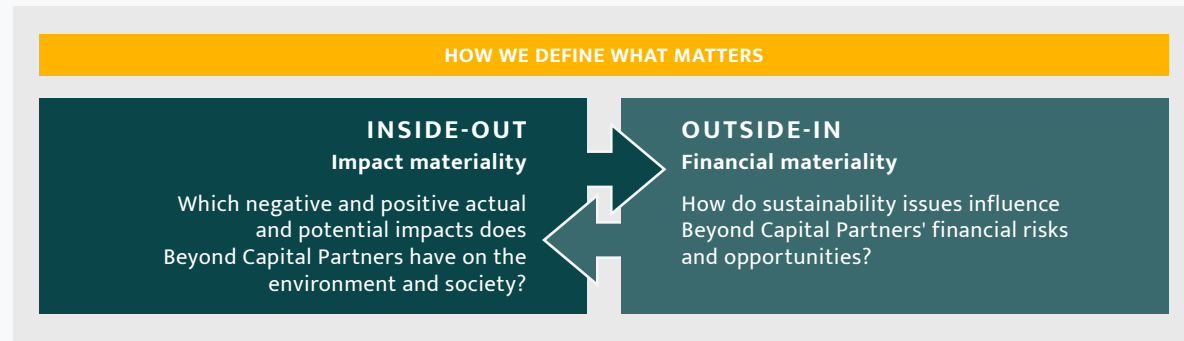 HOW WE DEFINE WHAT MATTERS
INSIDE-OUT
Impact materiality
Which negative and positive actual
and potential impacts does
Beyond Capital Partners have on the
environment and society?
OUTSIDE-IN
Financial materiality
How do sustainability issues influence
Beyond Capital Partners' financial risks
and opportunities?